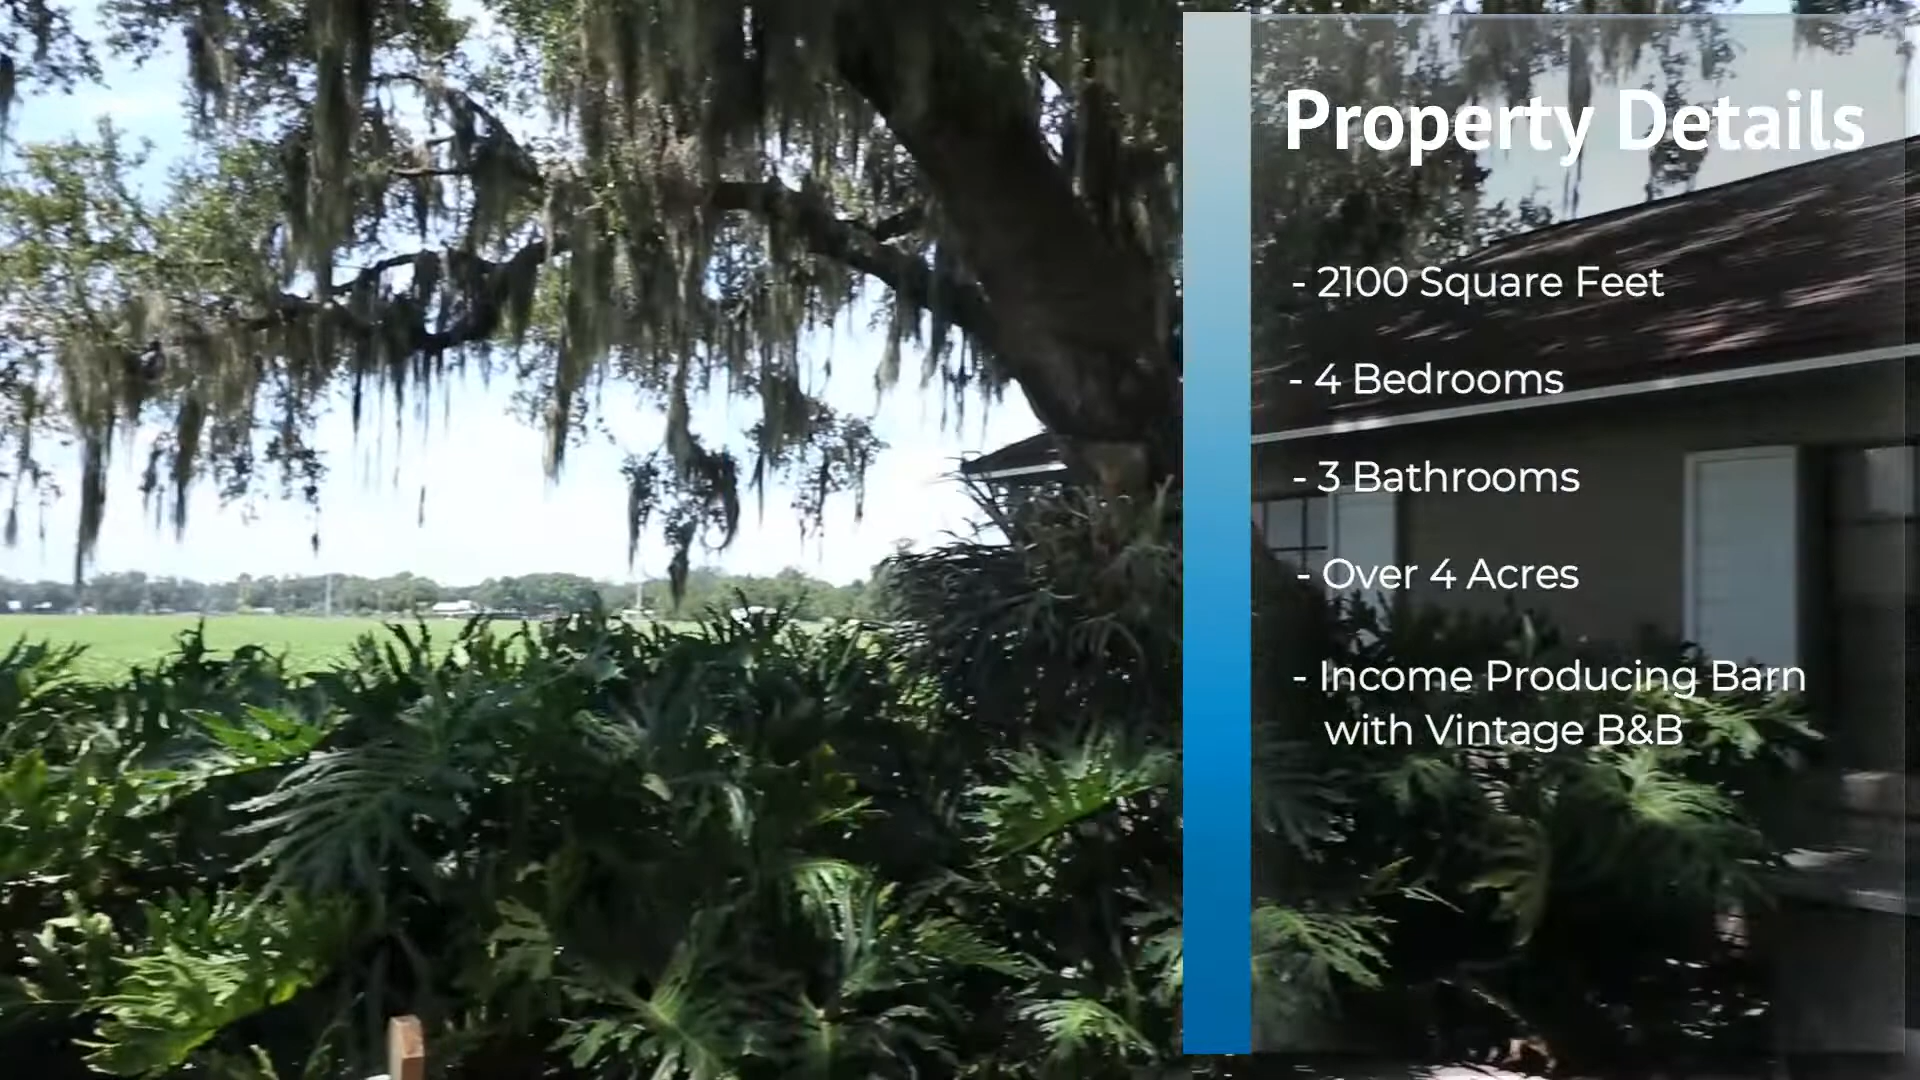 Property Details
- 2100 Square Feet
- 4 Bedrooms
- 3 Bathrooms
- Over 4 Acres
- Income Producing Barn
with Vintage B&B